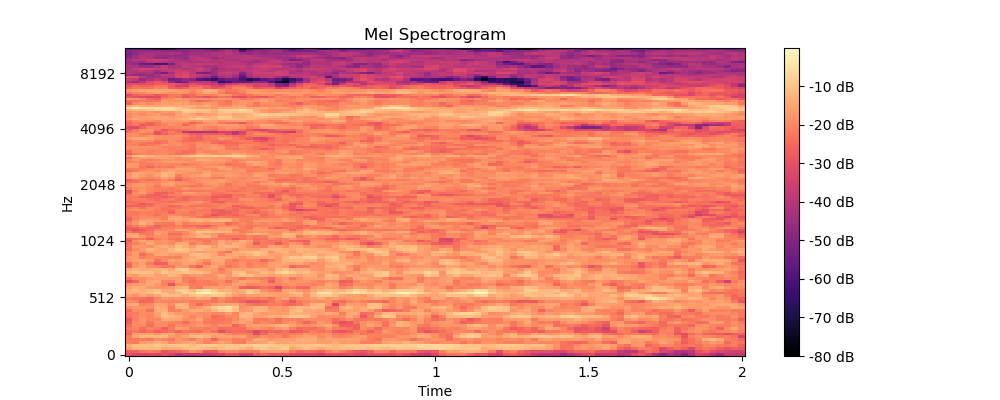 Mel Spectrogram
Hz
8192
4096
2048
1024
512
0
0
0.5
1
1.5
2
Time
-10 dB
-20 dB
-30 dB
-40 dB
-50 dB
-60 dB
-70 dB
-80 dB